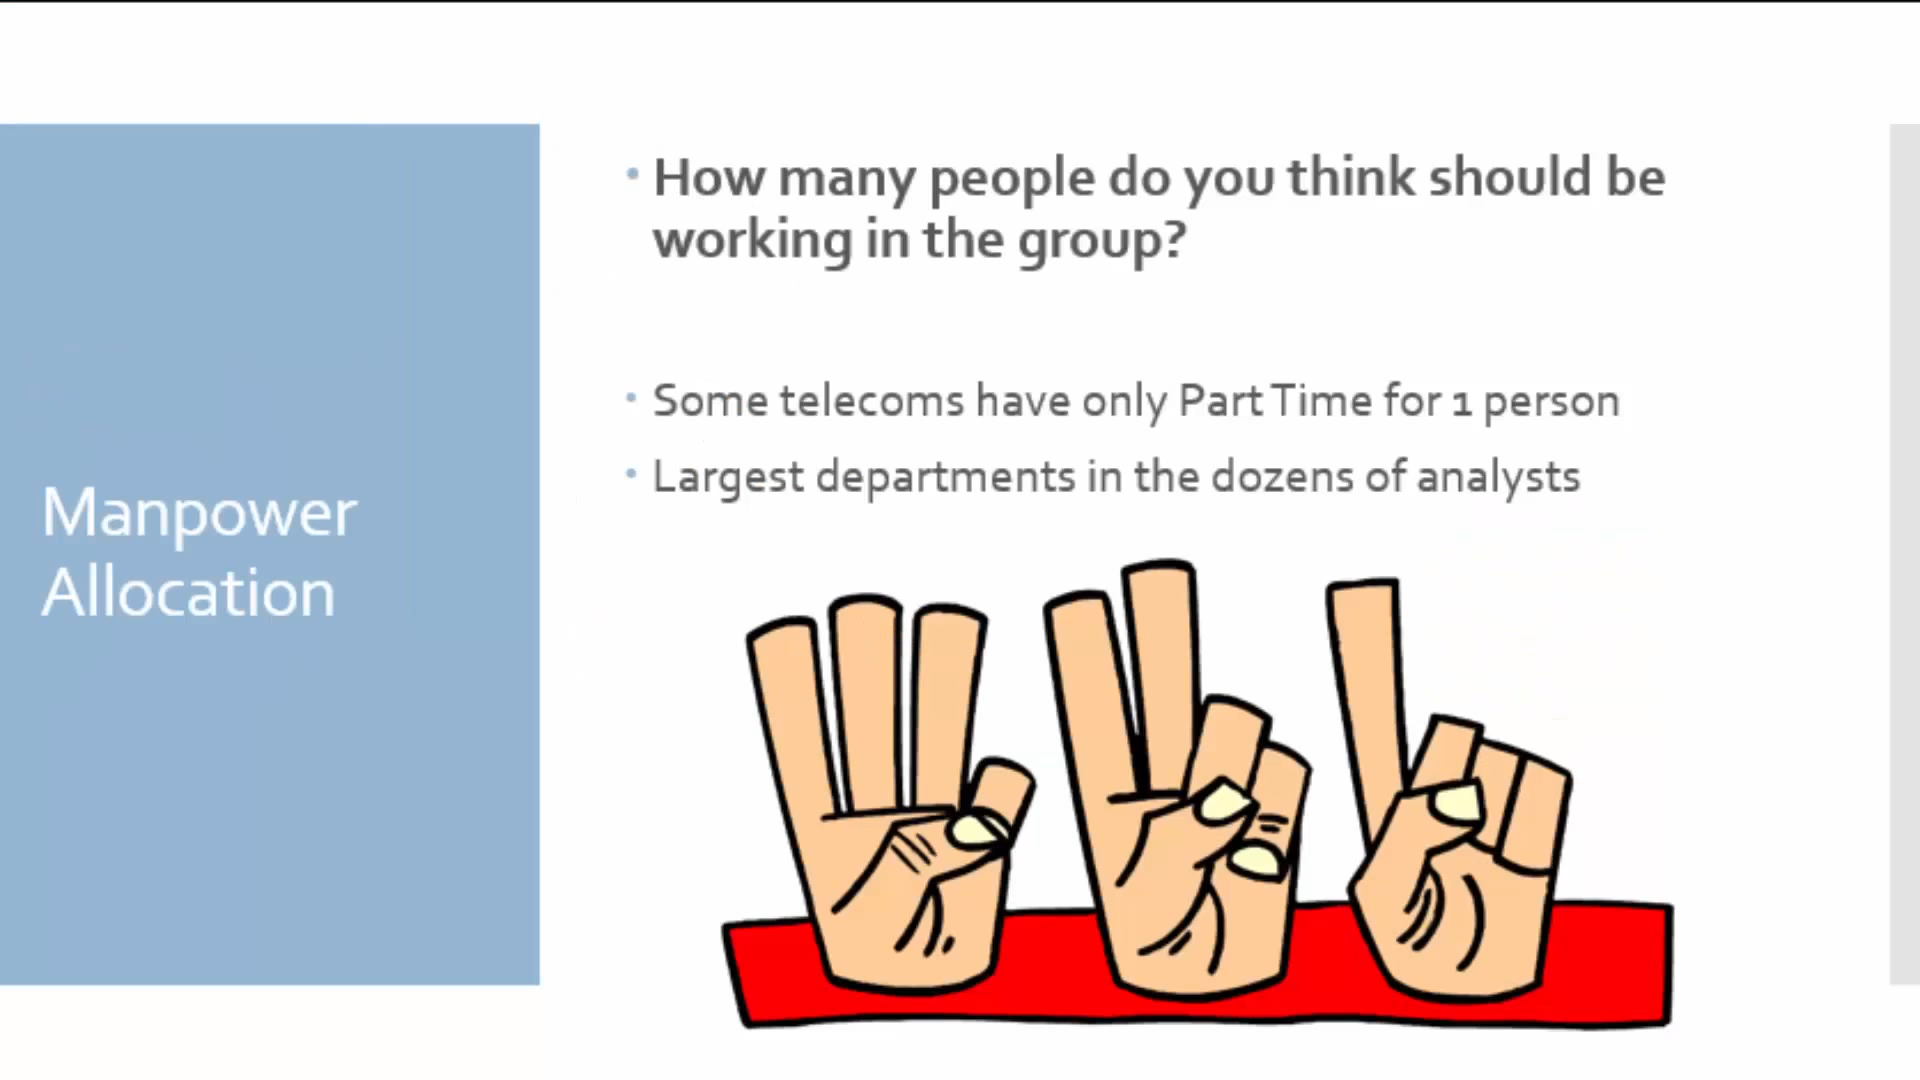 Manpower
Allocation
How many people do you think should be
working in the group?
Some telecoms have only Part Time for 1 person
Largest departments in the dozens of analysts